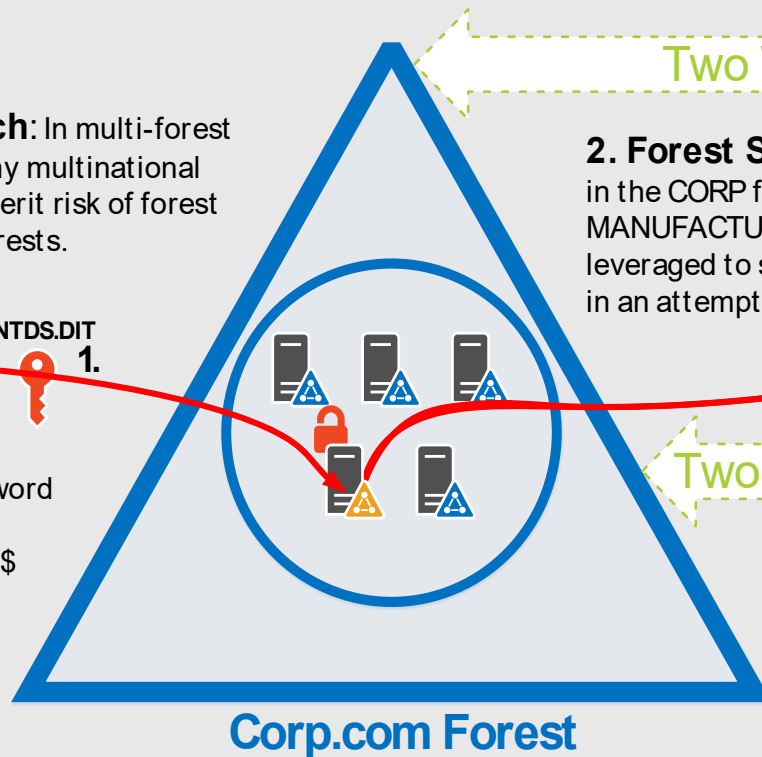 Two
ch: In multi-forest
ny multinational
erit risk of forest
rests.
2. Forest S
in the CORP f
MANUFACTU
leveraged to s
in an attempt
NTDS.DIT
1.
word
$
Two
Corp.com Forest